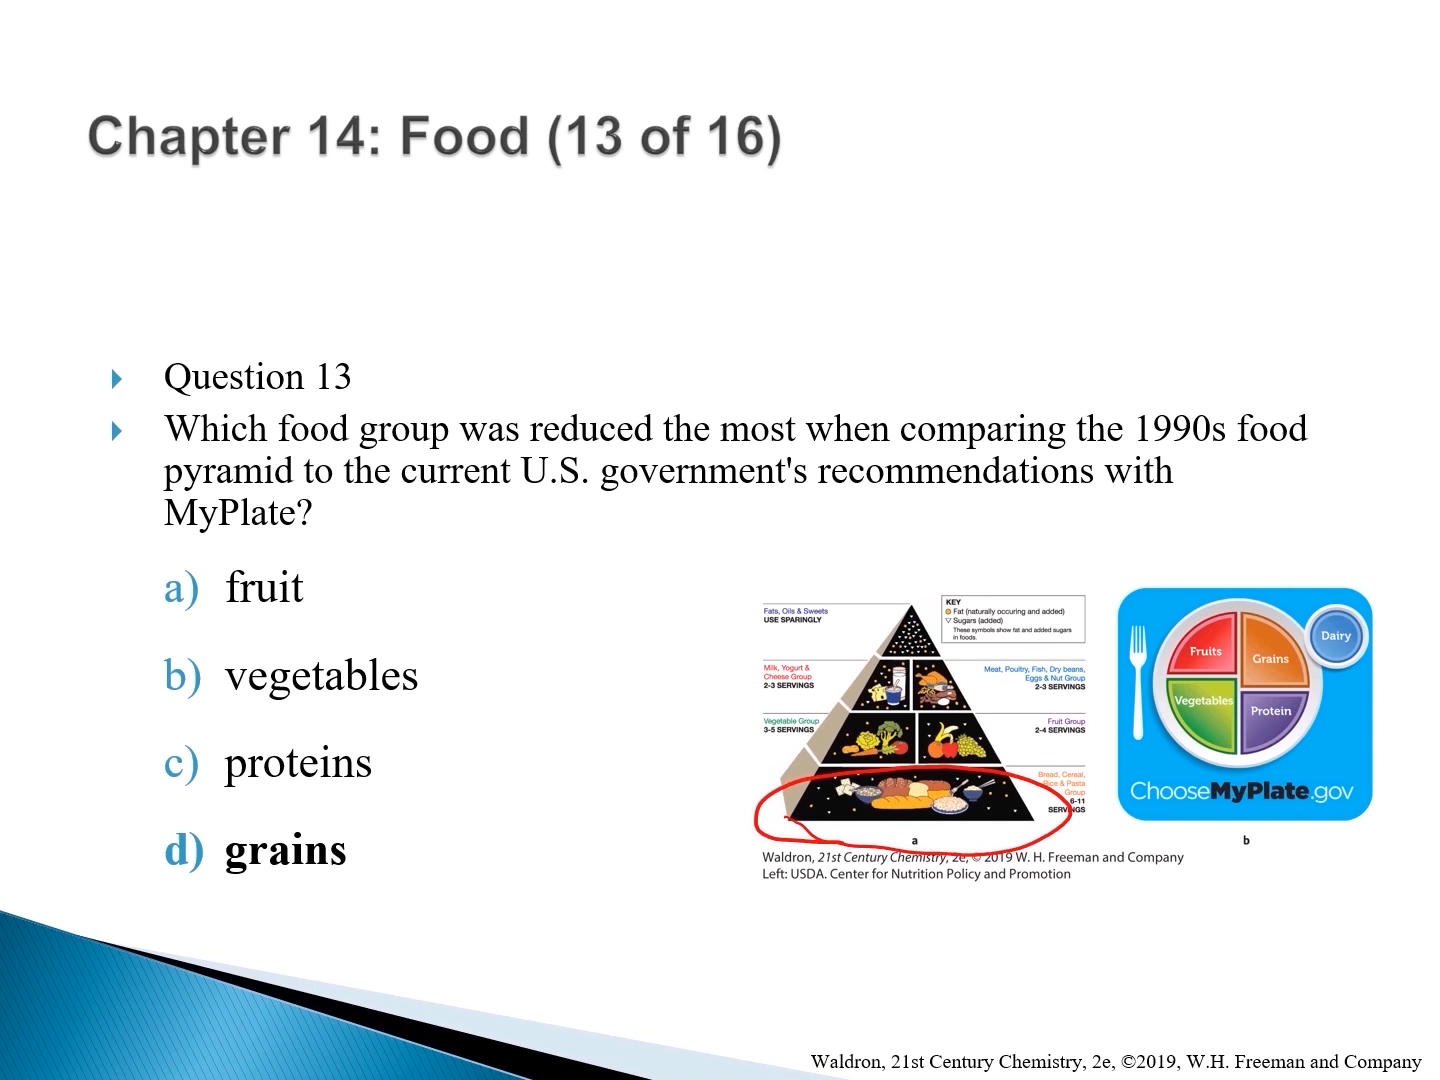 Chapter 14: Food (13 of 16)
Question 13
Which food group was reduced the most when comparing the 1990s food
pyramid to the current U.S. government's recommendations with
MyPlate?
a) fruit
b) vegetables
c) proteins
d) grains
Fats, Oils & Sweets
USE SPARINGLY
KEY
Fat (naturally occuring and added)
Sugars (added)
These symbols show fat and added sugars
in foods.
Milk, Yogurt &
Cheese Group
2-3 SERVINGS
Meat, Poultry, Fish, Dry beans,
Eggs & Nut Group
2-3 SERVINGS
Vegetable Group
3-5 SERVINGS
Fruit Group
2-4 SERVINGS
Bread, Cereal,
Rice & Pasta
Group
6-11
SERVINGS
a
Fruits
Grains
Dairy
Vegetables
Protein
ChooseMyPlate.gov
b
Waldron, 21st Century Chemistry, 2e, © 2019 W. H. Freeman and Company
Left: USDA. Center for Nutrition Policy and Promotion
Waldron, 21st Century Chemistry, 2e, ©2019, W.H. Freeman and Company